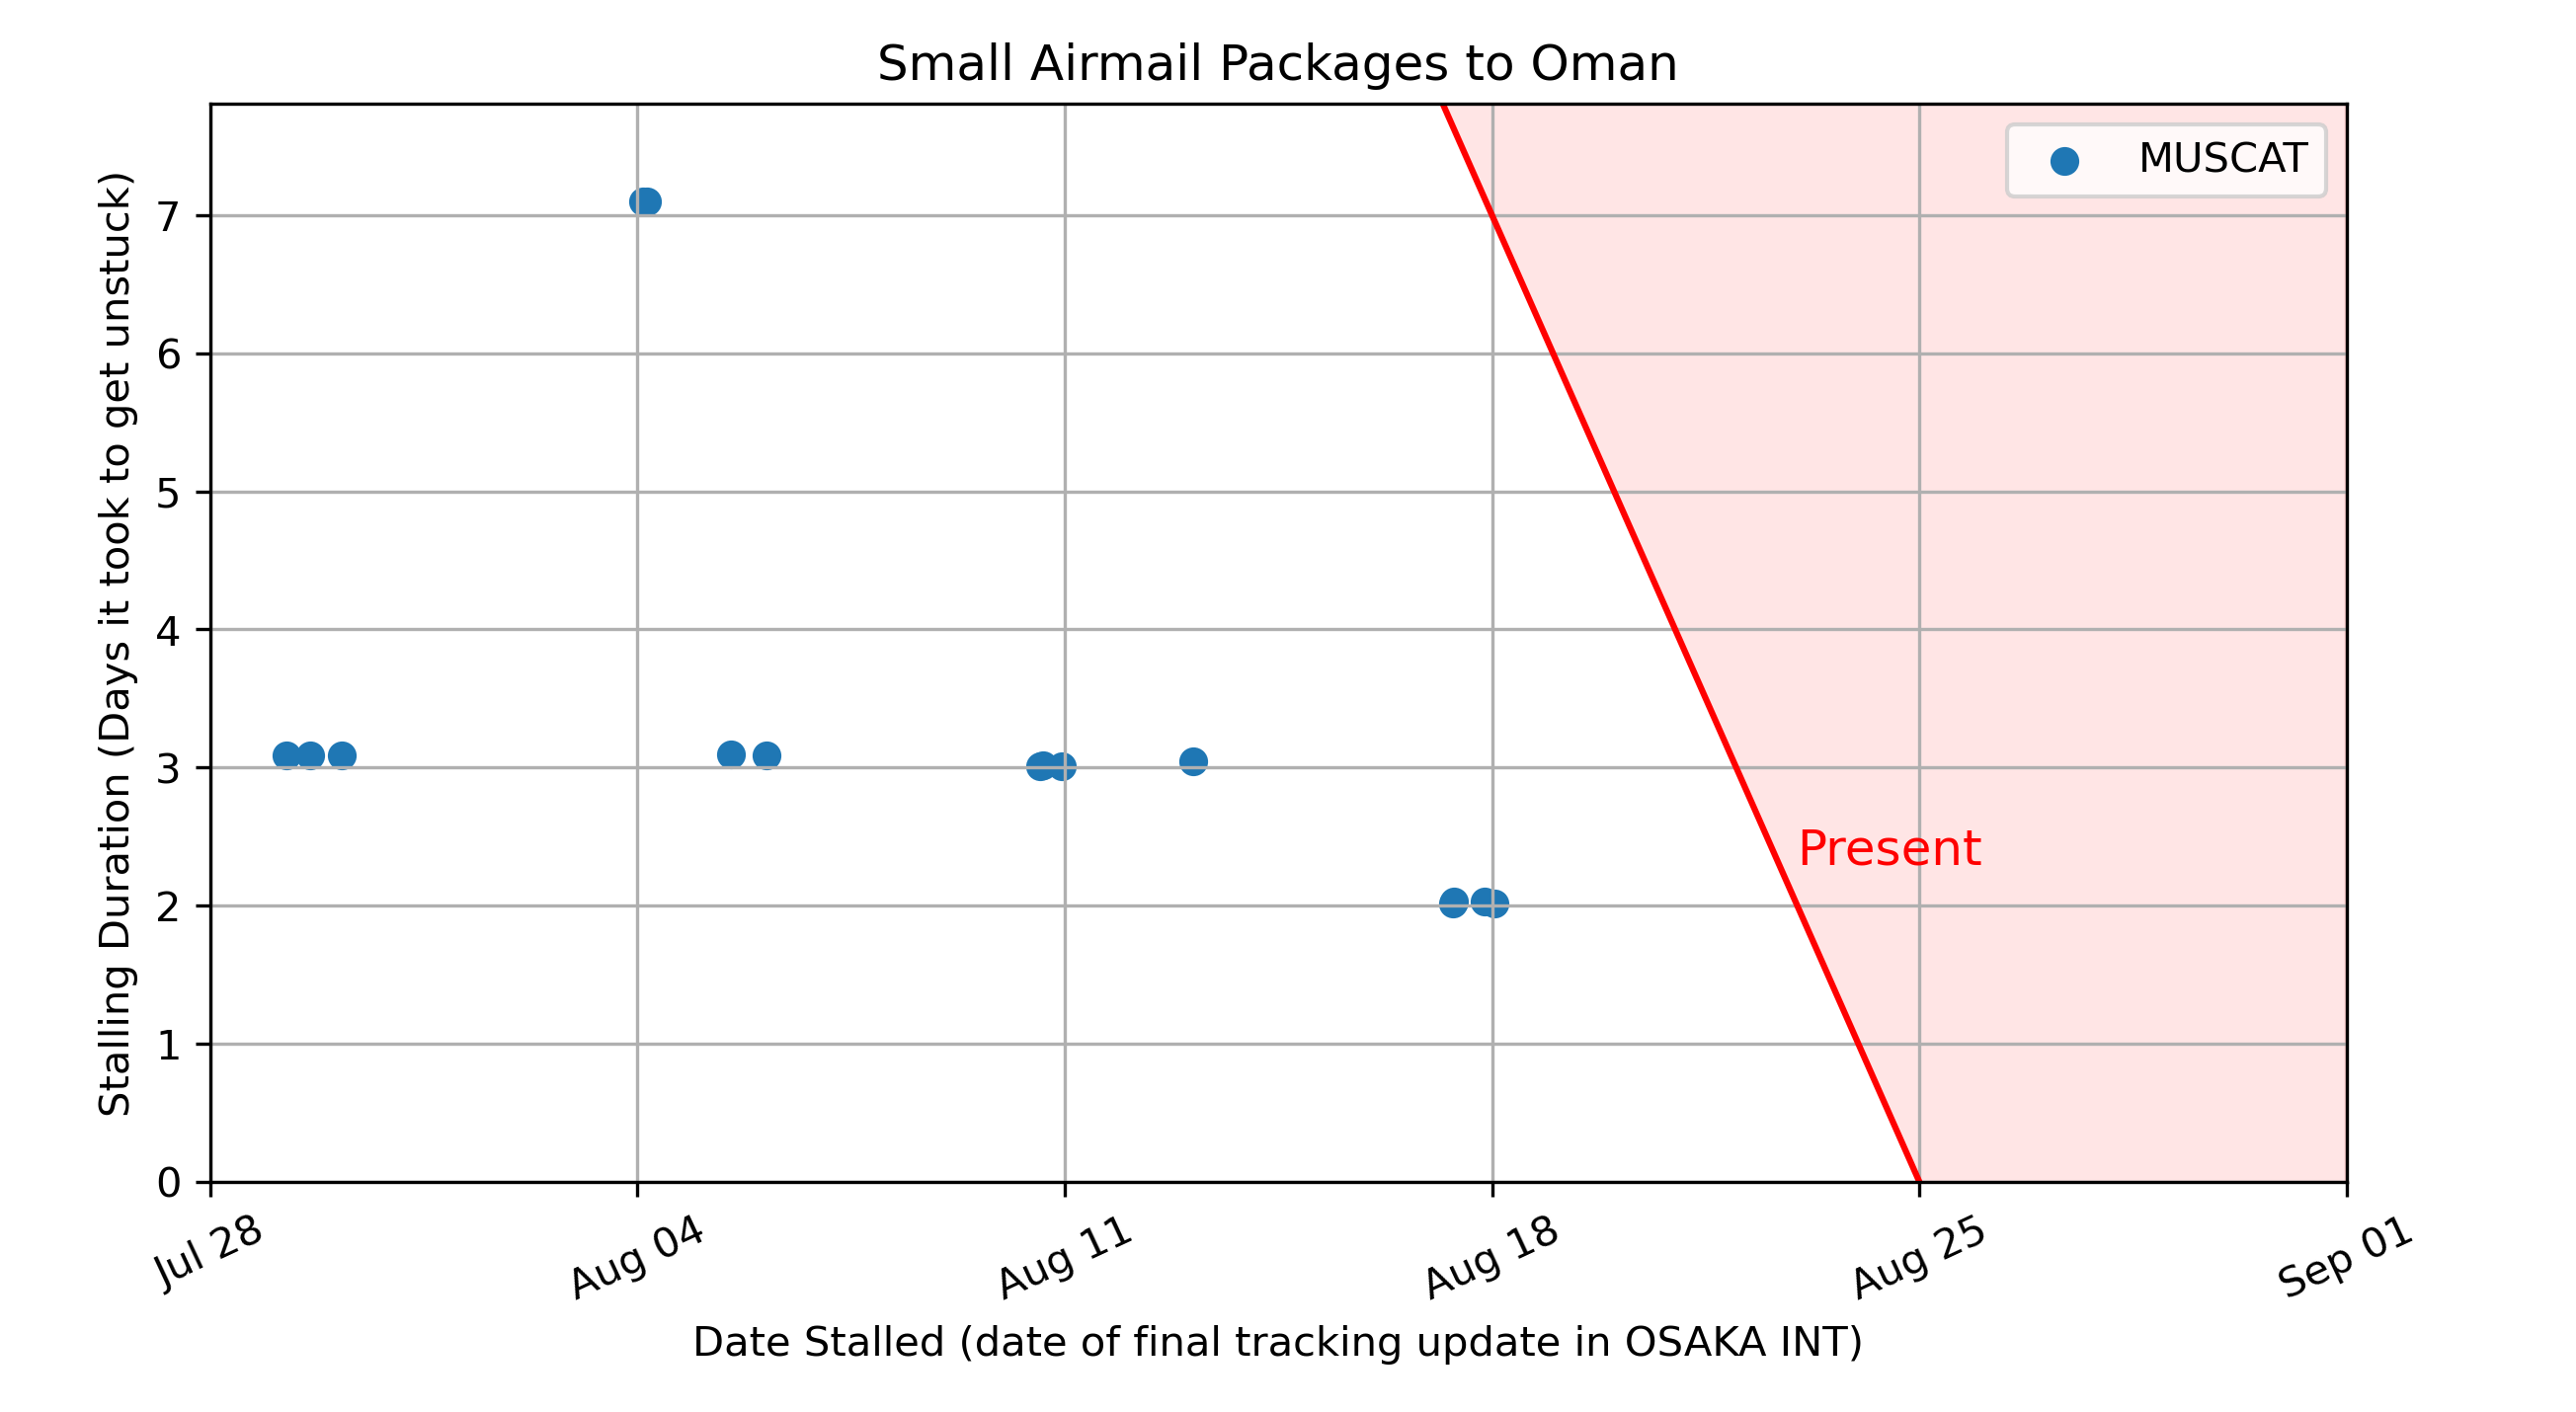 Small Airmail Packages to Oman
MUSCAT
Stalling Duration (Days it took to get unstuck)
7
6
5
4
3
2
1
0
Present
Jul 28
Aug 04
Aug 11
Aug 18
Aug 25
Sep 01
Date Stalled (date of final tracking update in OSAKA INT)